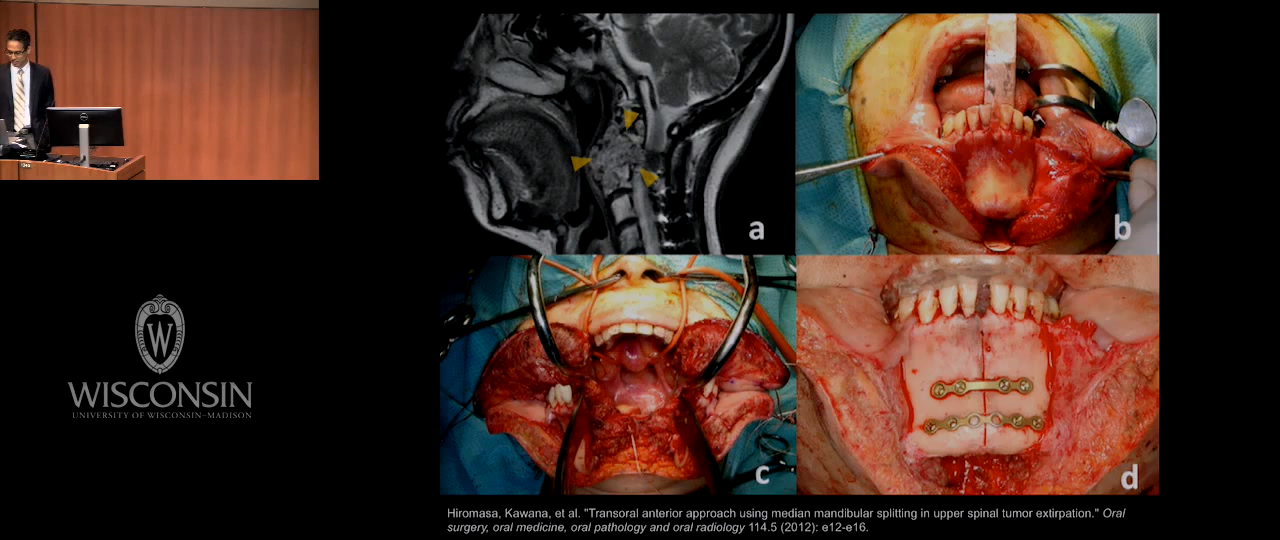 a
b
c
d
W
WISCONSIN
UNIVERSITY OF WISCONSIN–MADISON
Hiromasa, Kawana, et al. "Transoral anterior approach using median mandibular splitting in upper spinal tumor extirpation." Oral
surgery, oral medicine, oral pathology and oral radiology 114.5 (2012): e12-e16.